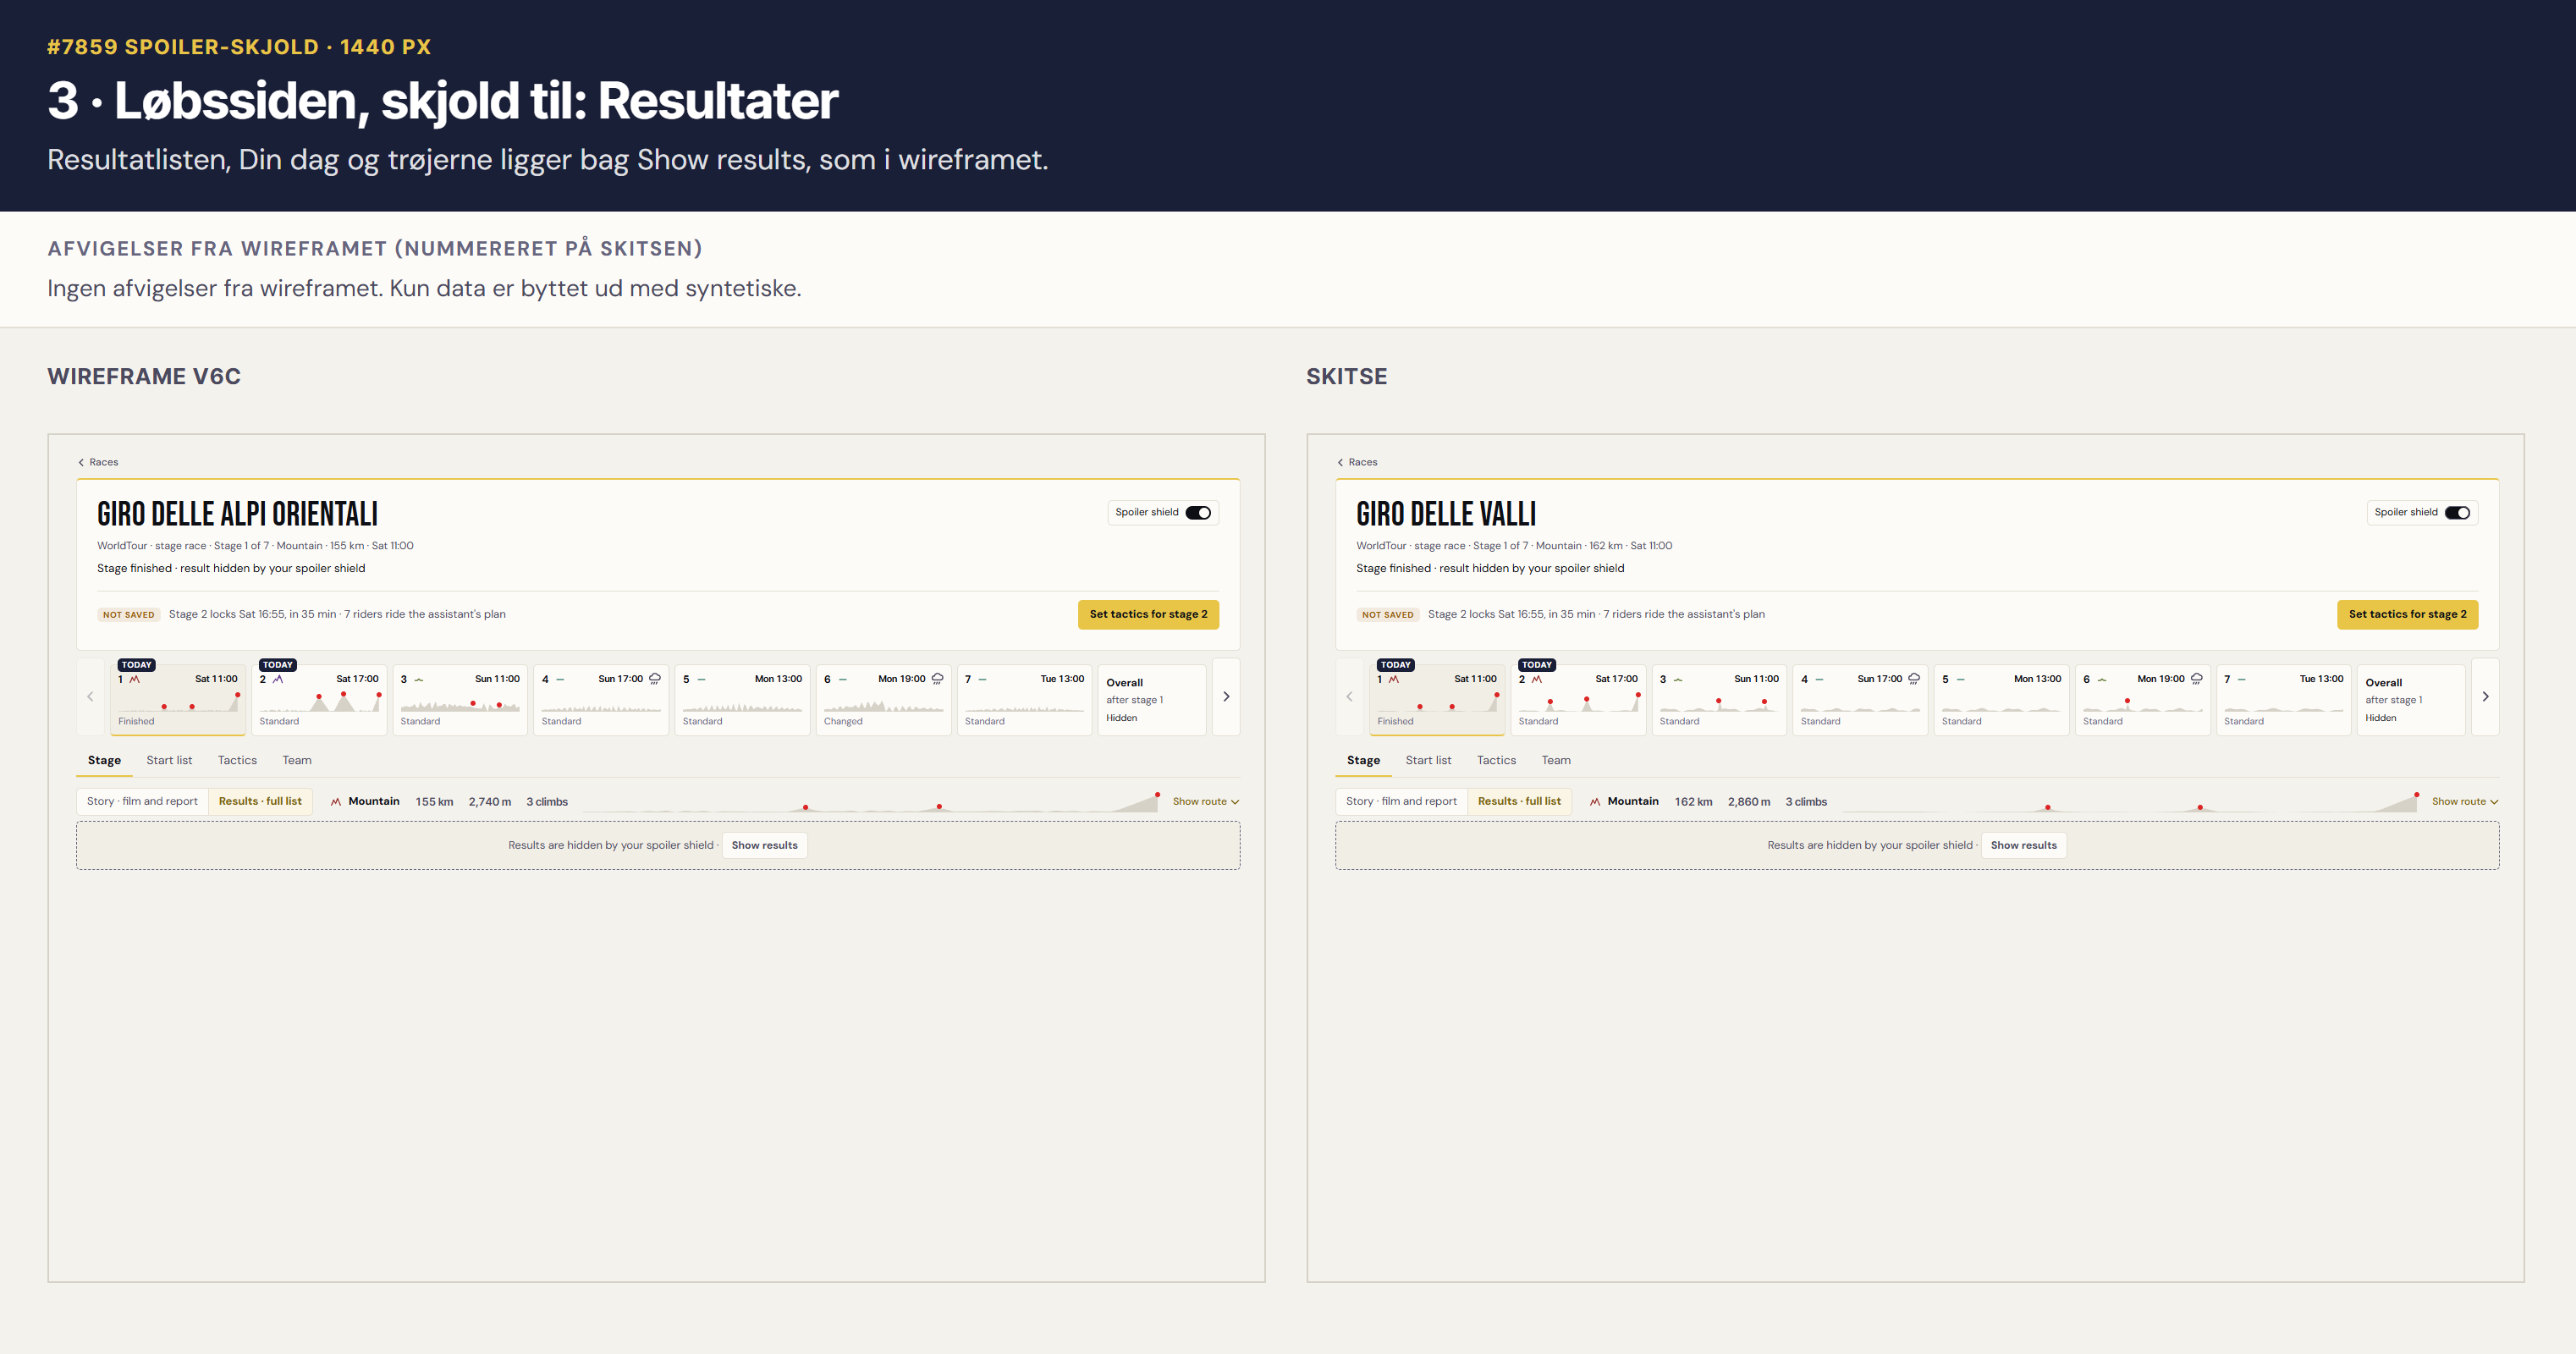 #7859 SPOILER-SKJOLD · 1440 PX
3 · Løbssiden, skjold til: Resultater
Resultatlisten, Din dag og trøjerne ligger bag Show results, som i wireframet.
AFVIGELSER FRA WIREFRAMET (NUMMERERET PÅ SKITSEN)
Ingen afvigelser fra wireframet. Kun data er byttet ud med syntetiske.
WIREFRAME V6C
Races
GIRO DELLE ALPI ORIENTALI
Spoiler shield
WorldTour · stage race · Stage 1 of 7 · Mountain · 155 km · Sat 11:00
Stage finished · result hidden by your spoiler shield
NOT SAVED Stage 2 locks Sat 16:55, in 35 min · 7 riders ride the assistant's plan
Set tactics for stage 2
TODAY
1 Sat 11:00
Finished
TODAY
2 Sat 17:00
Standard
3 Sun 11:00
Standard
4 Sun 17:00
Standard
5 Mon 13:00
Standard
6 Mon 19:00
Changed
7 Tue 13:00
Standard
Overall
after stage 1
Hidden
Stage Start list Tactics Team
Story · film and report Results · full list Mountain 155 km 2,740 m 3 climbs Show route
Results are hidden by your spoiler shield · Show results
SKITSE
Races
GIRO DELLE VALLI
Spoiler shield
WorldTour · stage race · Stage 1 of 7 · Mountain · 162 km · Sat 11:00
Stage finished · result hidden by your spoiler shield
NOT SAVED Stage 2 locks Sat 16:55, in 35 min · 7 riders ride the assistant's plan
Set tactics for stage 2
TODAY
1 Sat 11:00
Finished
TODAY
2 Sat 17:00
Standard
3 Sun 11:00
Standard
4 Sun 17:00
Standard
5 Mon 13:00
Standard
6 Mon 19:00
Standard
7 Tue 13:00
Standard
Overall
after stage 1
Hidden
Stage Start list Tactics Team
Story · film and report Results · full list Mountain 162 km 2,860 m 3 climbs Show route
Results are hidden by your spoiler shield · Show results